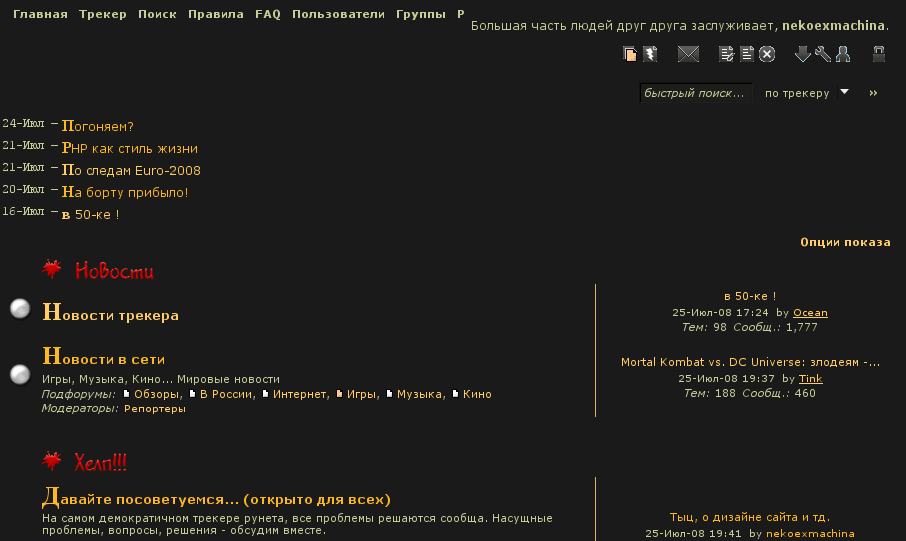 Главная Трекер Поиск Правила FAQ Пользователи Группы Р
Большая часть людей друг друга заслуживает, nekoexmachina.
быстрый поиск... по трекеру »
24-Июл – Погоняем?
21-Июл – PHP как стиль жизни
21-Июл – По следам Euro-2008
20-Июл – На борту прибыло!
16-Июл – в 50-ке !
Опции показа
Новости
Новости трекера
в 50-ке !
25-Июл-08 17:24 by Ocean
Тем: 98 Сообщ.: 1,777
Новости в сети
Игры, Музыка, Кино... Мировые новости
Подфорумы: Обзоры, В России, Интернет, Игры, Музыка, Кино
Модераторы: Репортеры
Mortal Kombat vs. DC Universe: злодеям -...
25-Июл-08 19:37 by Tink
Тем: 188 Сообщ.: 460
Хелп!!!
Давайте посоветуемся... (открыто для всех)
На самом демократичном трекере рунета, все проблемы решаются сообща. Насущные
проблемы, вопросы, решения - обсудим вместе.
Тыц, о дизайне сайта и тд.
25-Июл-08 19:41 by nekoexmachina